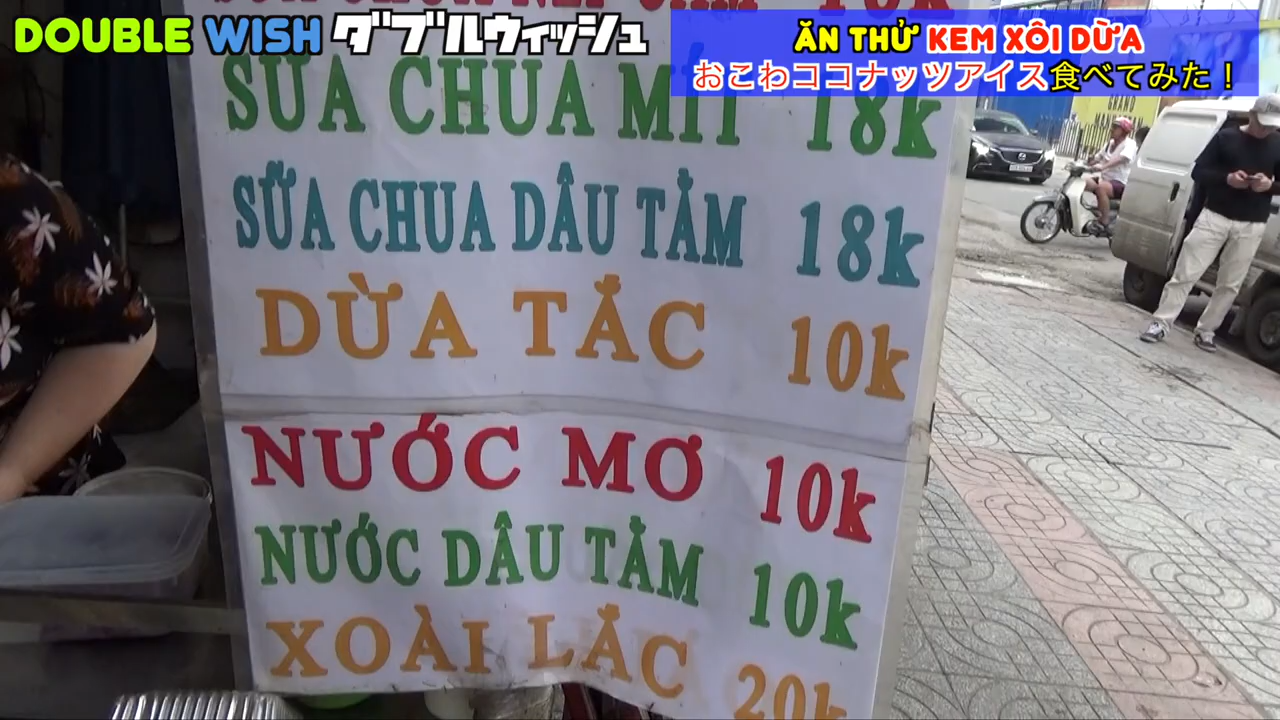 DOUBLE WISH ダブルウィッシュ
ĂN THỬ KEM XÔI DỪA
おこわココナッツアイス食べてみた！
SỮA CHUA MÍT 18k
SỮA CHUA DÂU TẰM 18k
DỪA TẮC 10k
NƯỚC MƠ 10k
NƯỚC DÂU TẰM 10k
XOÀI LẮC 20k
GRAND